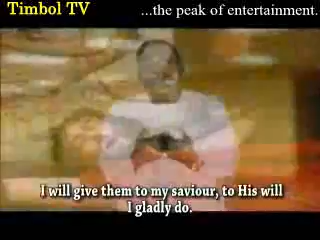 Timbol TV ...the peak of entertainment.
I will give them to my saviour, to His will
I gladly do.